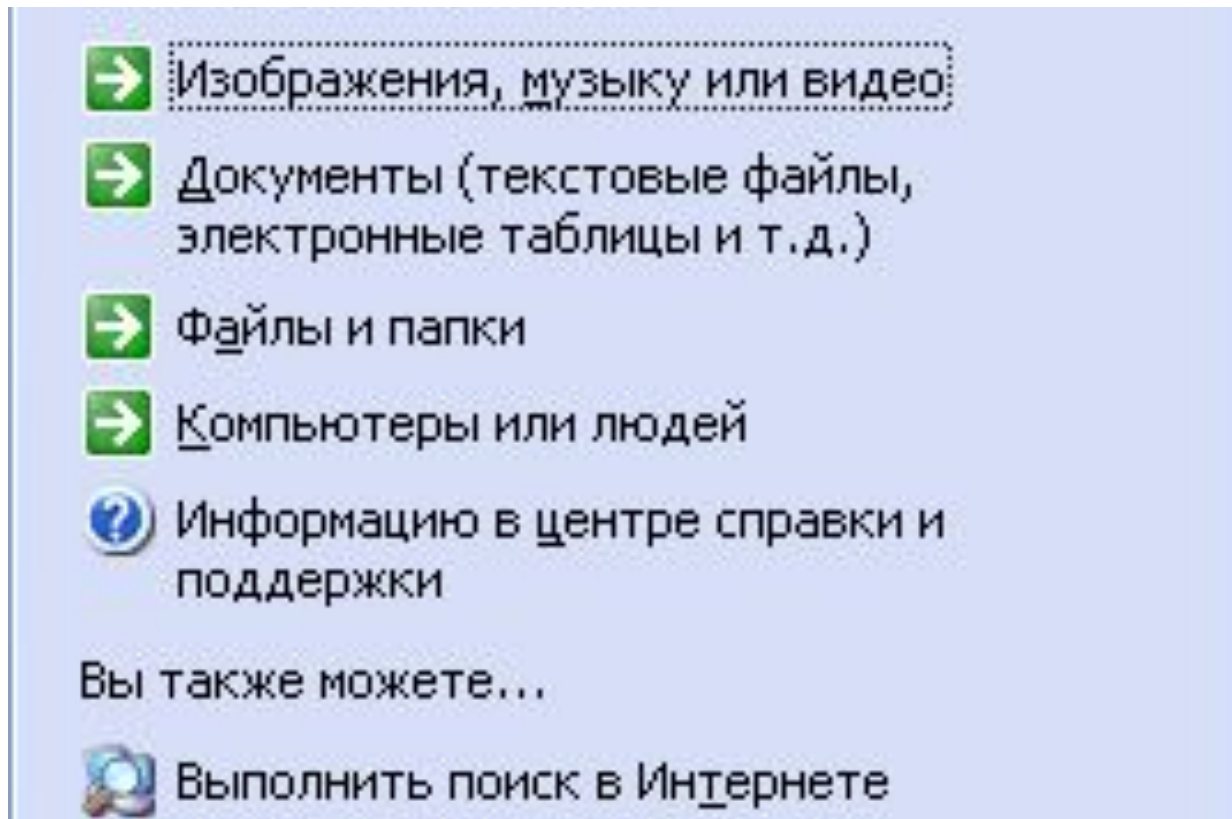 Изображения, музыку или видео
Документы (текстовые файлы,
электронные таблицы и т.д.)
Файлы и папки
Компьютеры или людей
Информацию в центре справки и
поддержки
Вы также можете...
Выполнить поиск в Интернете